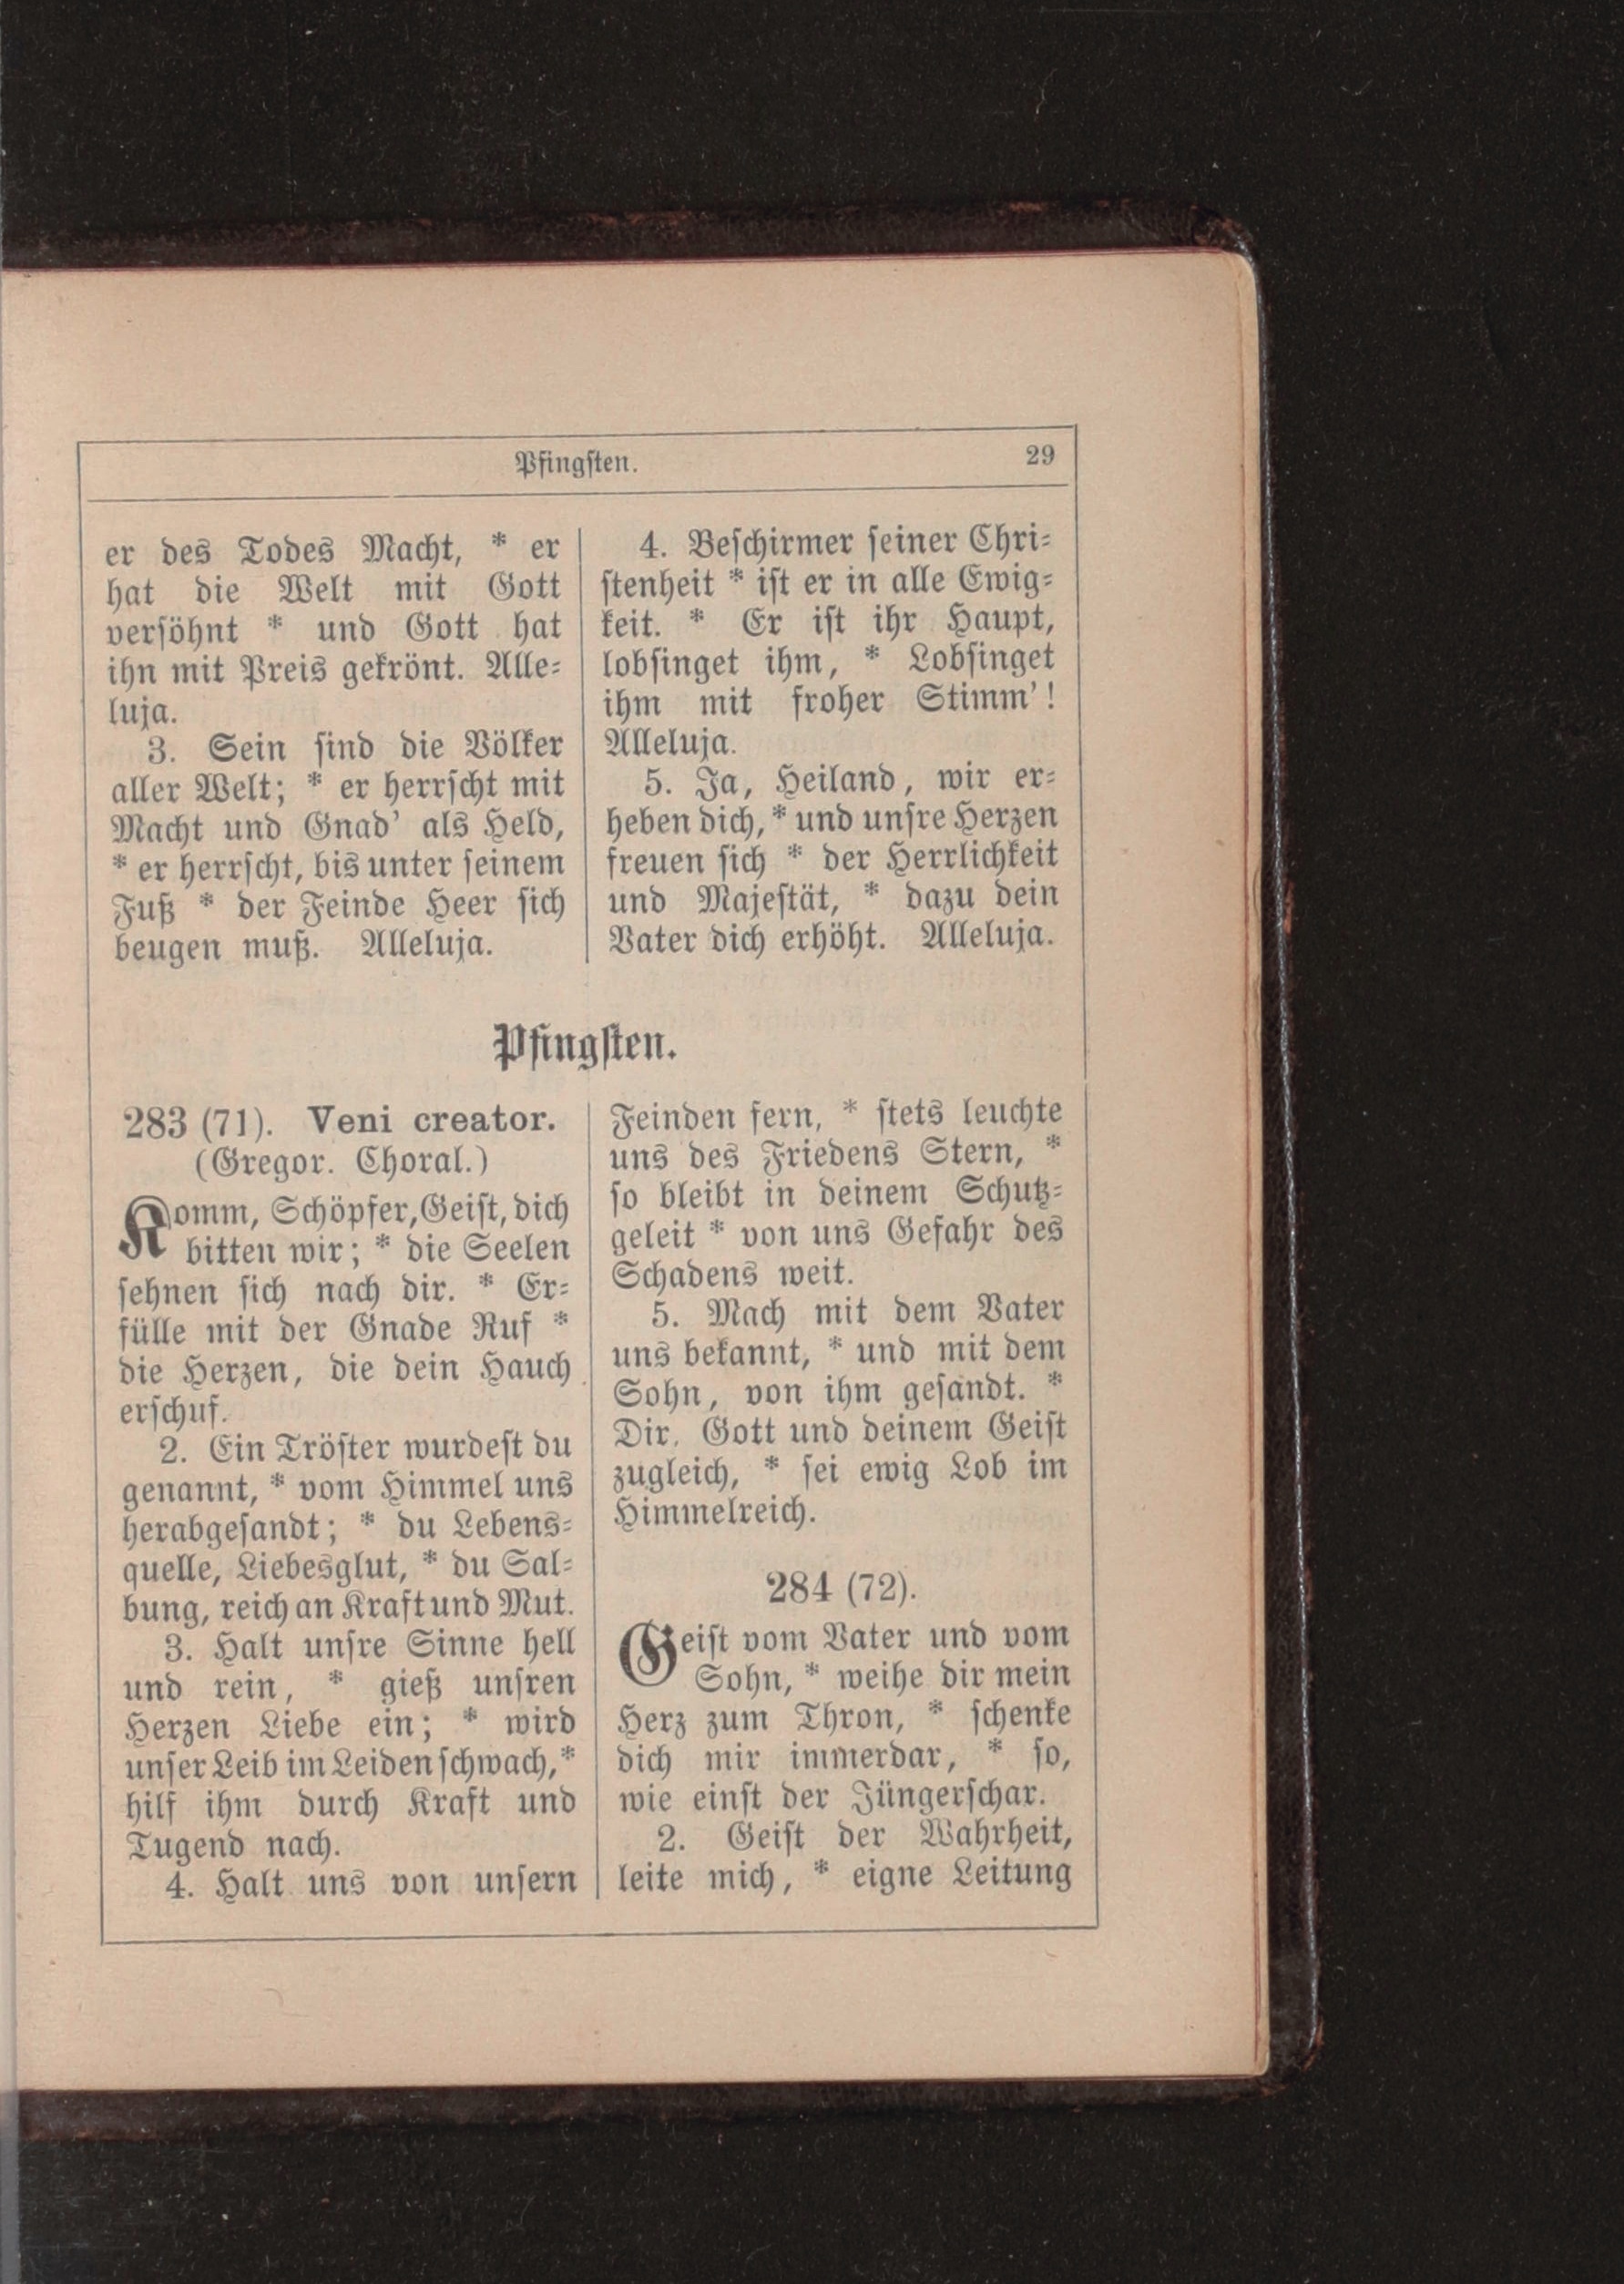 Pfingsten. 29
er des Todes Macht, * er
hat die Welt mit Gott
versöhnt * und Gott hat
ihn mit Preis gekrönt. Alle-
luja.
3. Sein sind die Völker
aller Welt; * er herrscht mit
Macht und Gnad' als Held,
* er herrscht, bis unter seinem
Fuß * der Feinde Heer sich
beugen muß. Alleluja.
4. Beschirmer seiner Chri-
stenheit * ist er in alle Ewig-
keit. * Er ist ihr Haupt,
lobsinget ihm, * Lobsinget
ihm mit froher Stimm'!
Alleluja.
5. Ja, Heiland, wir er-
heben dich, * und unsre Herzen
freuen sich * der Herrlichkeit
und Majestät, * dazu dein
Vater dich erhöht. Alleluja.
Pfingsten.
283 (71). Veni creator.
(Gregor. Choral.)
Komm, Schöpfer, Geist, dich
bitten wir; * die Seelen
sehnen sich nach dir. * Er-
fülle mit der Gnade Ruf *
die Herzen, die dein Hauch
erschuf.
2. Ein Tröster wurdest du
genannt, * vom Himmel uns
herabgesandt; * du Lebens-
quelle, Liebesglut, * du Sal-
bung, reich an Kraft und Mut.
3. Halt unsre Sinne hell
und rein, * gieß unsren
Herzen Liebe ein; * wird
unser Leib im Leiden schwach, *
hilf ihm durch Kraft und
Tugend nach.
4. Halt uns von unsern
Feinden fern, * stets leuchte
uns des Friedens Stern, *
so bleibt in deinem Schutz-
geleit * von uns Gefahr des
Schadens weit.
5. Mach mit dem Vater
uns bekannt, * und mit dem
Sohn, von ihm gesandt. *
Dir, Gott und deinem Geist
zugleich, * sei ewig Lob im
Himmelreich.
284 (72).
Geist vom Vater und vom
Sohn, * weihe dir mein
Herz zum Thron, * schenke
dich mir immerdar, * so,
wie einst der Jüngerschar.
2. Geist der Wahrheit,
leite mich, * eigne Leitung